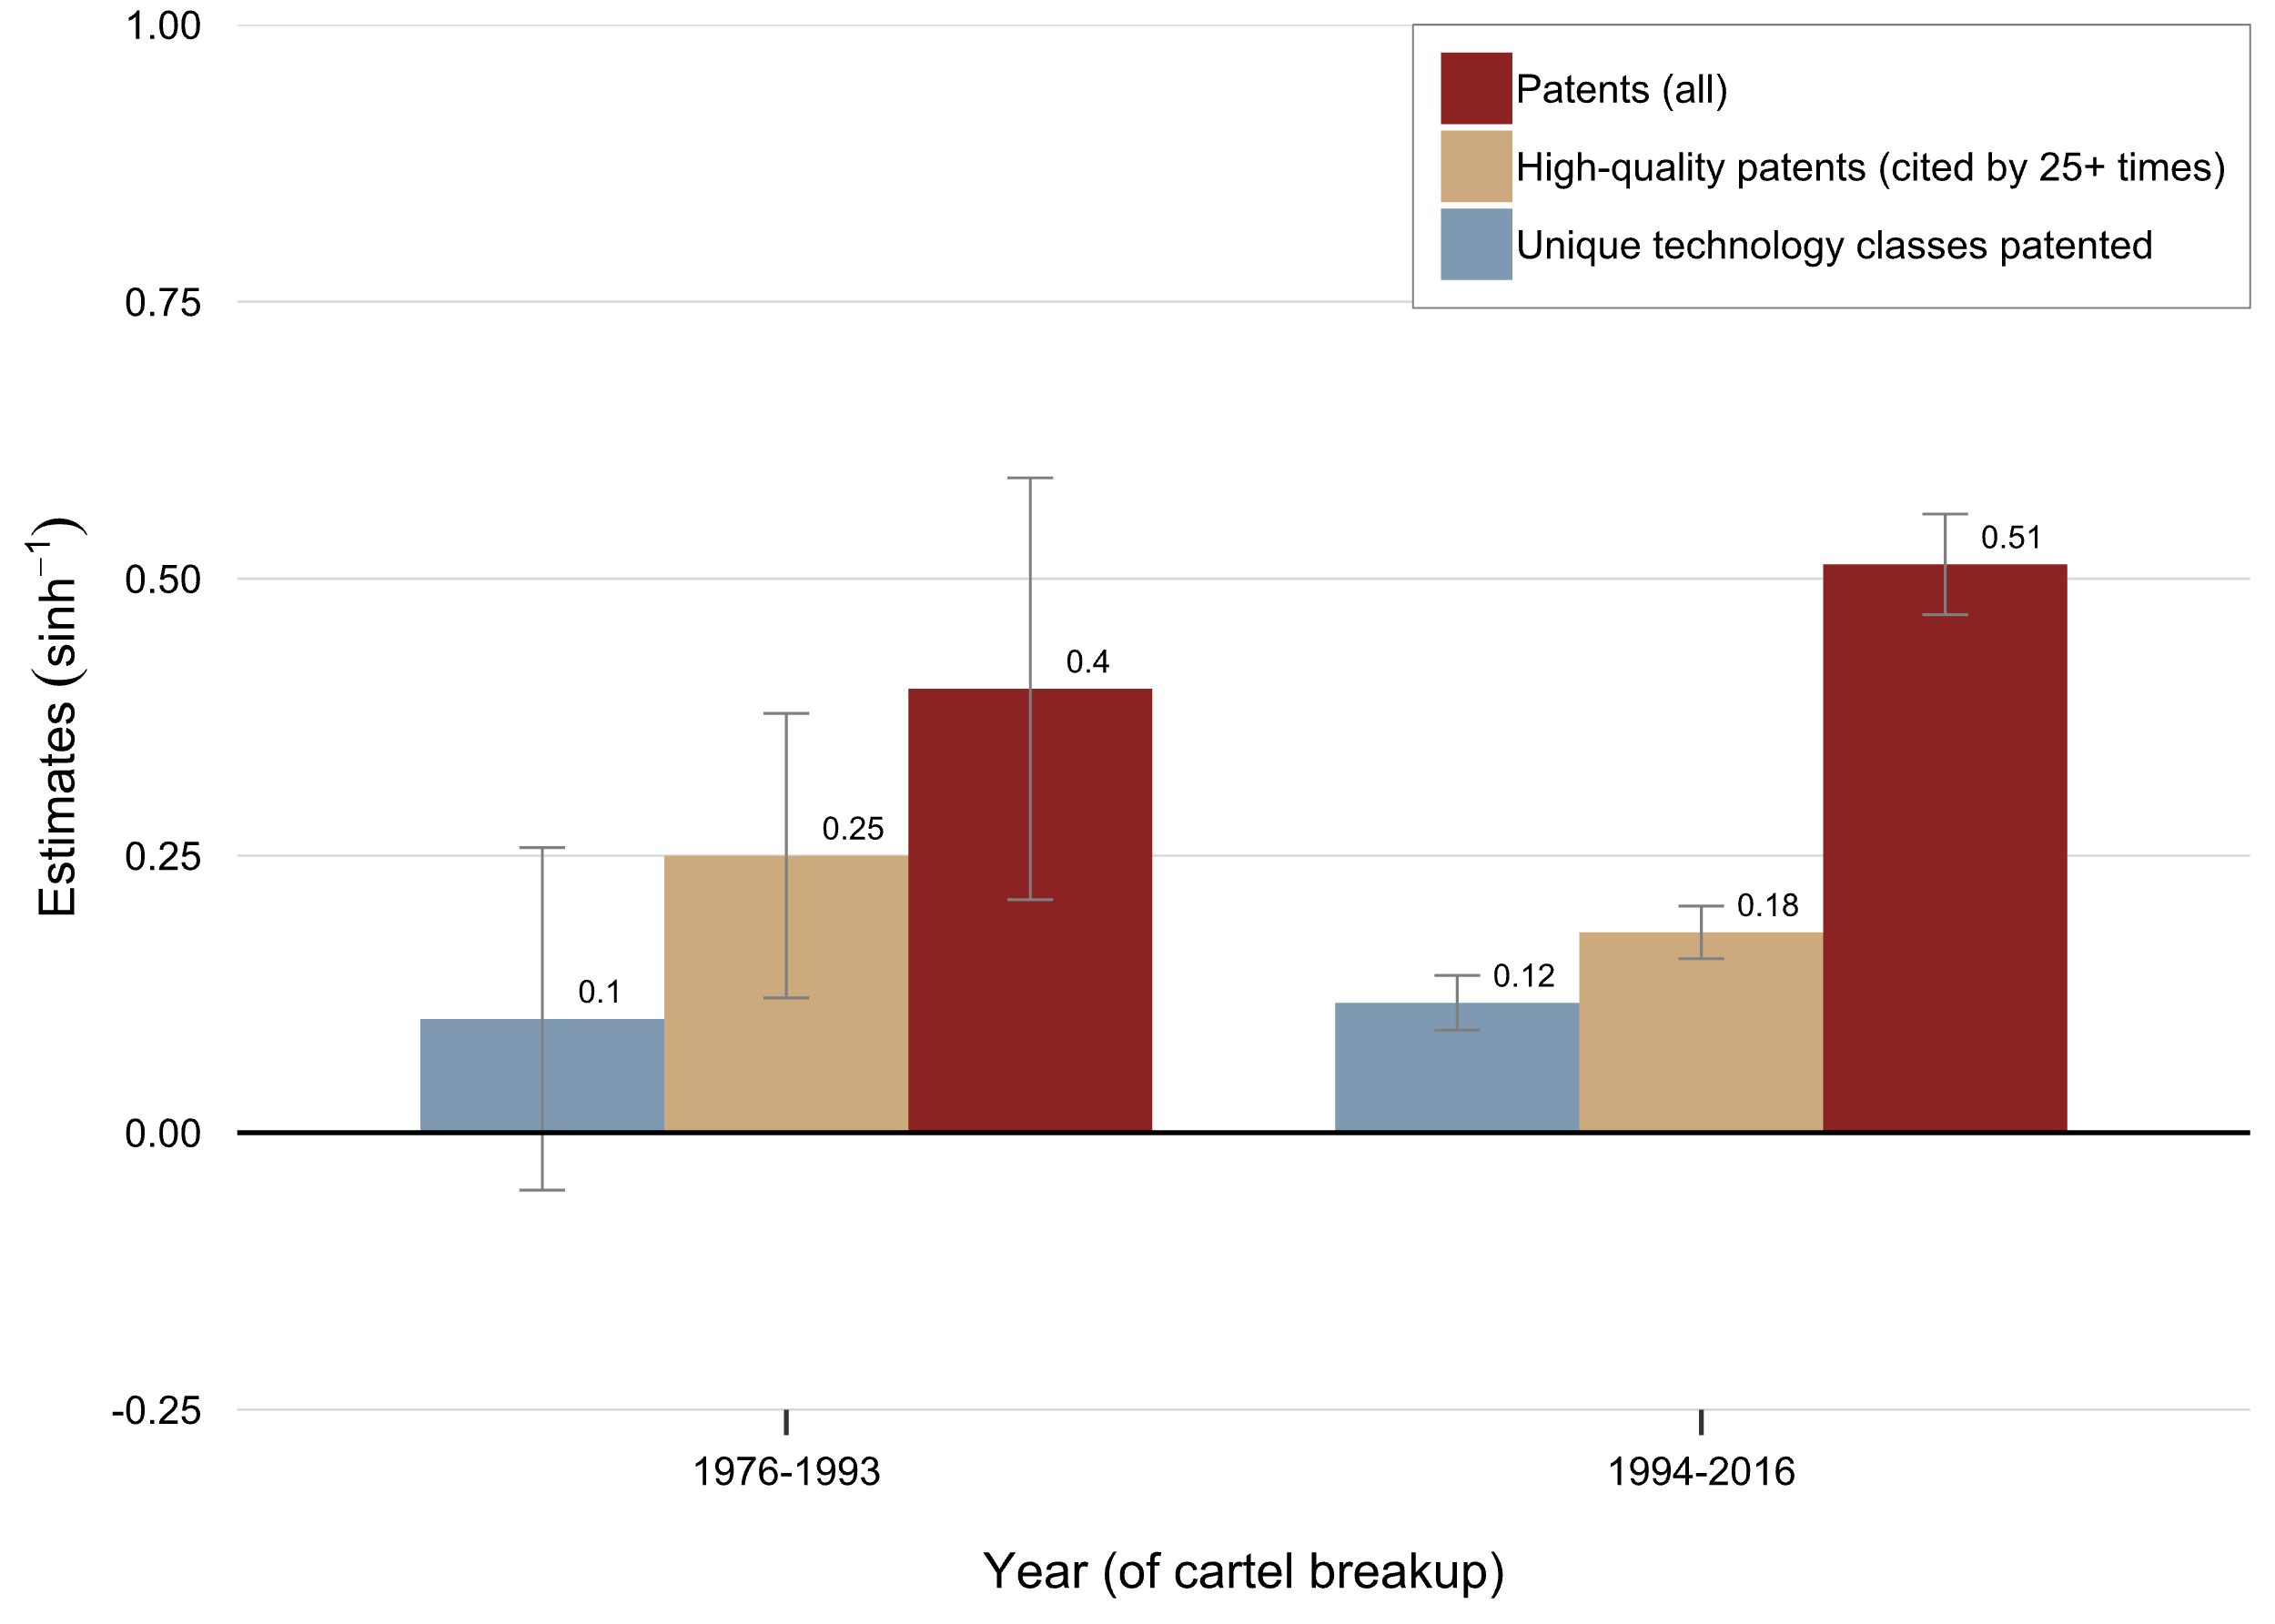 1.00
0.75
0.50
0.25
0.00
-0.25
Estimates (sinh⁻¹)
Patents (all)
High-quality patents (cited by 25+ times)
Unique technology classes patented
0.1
0.25
0.4
0.12
0.18
0.51
1976-1993
1994-2016
Year (of cartel breakup)